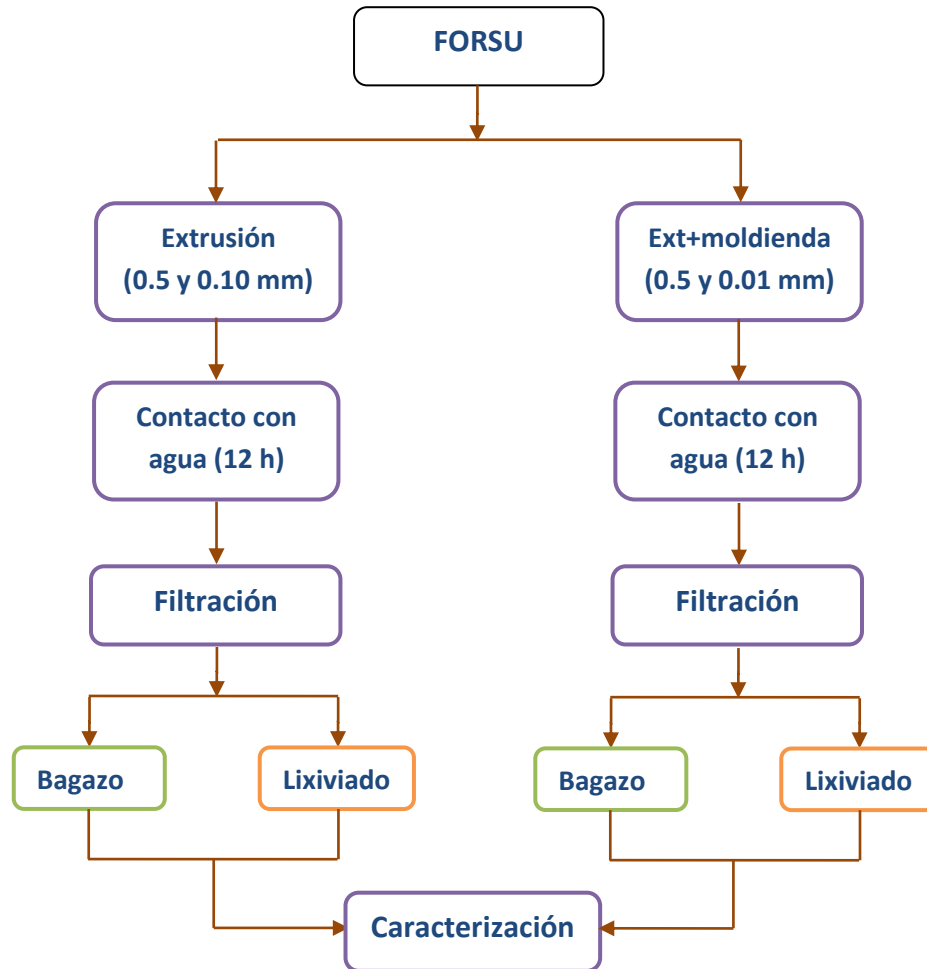 FORSU
Extrusión
(0.5 y 0.10 mm)
Ext+moldienda
(0.5 y 0.01 mm)
Contacto con
agua (12 h)
Contacto con
agua (12 h)
Filtración
Filtración
Bagazo
Lixiviado
Bagazo
Lixiviado
Caracterización